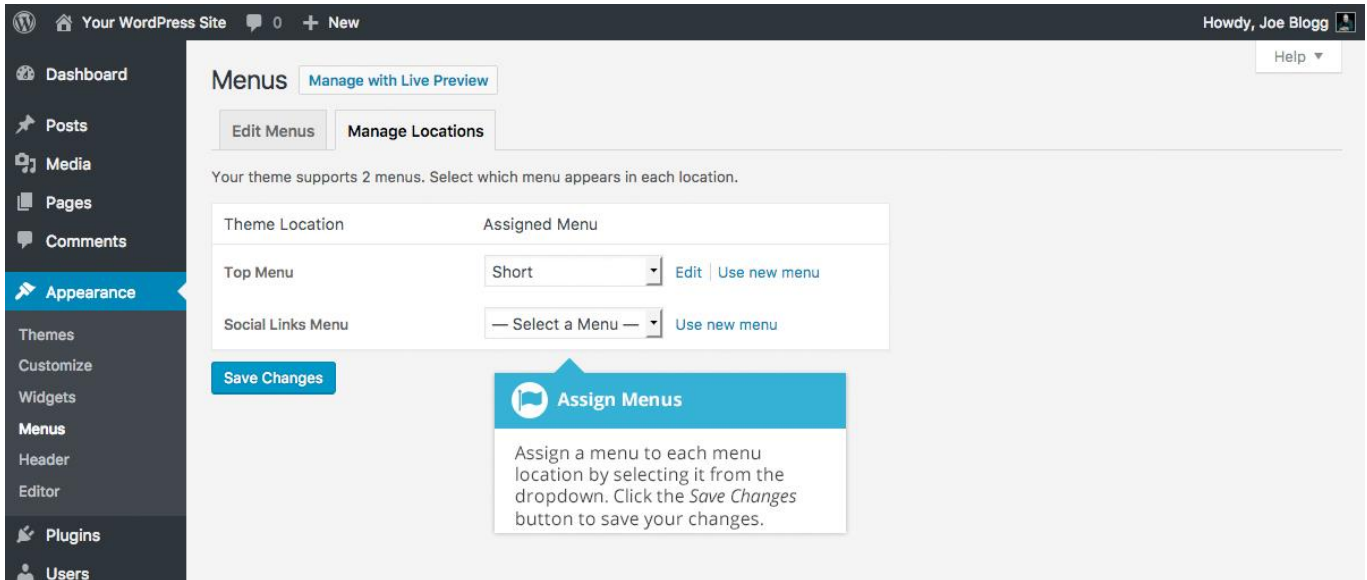 Your WordPress Site 0 + New Howdy, Joe Blogg
Help
Dashboard
Posts
Media
Pages
Comments
Appearance
Themes
Customize
Widgets
Menus
Header
Editor
Plugins
Users
Menus Manage with Live Preview
Edit Menus Manage Locations
Your theme supports 2 menus. Select which menu appears in each location.
Theme Location Assigned Menu
Top Menu Short Edit Use new menu
Social Links Menu — Select a Menu — Use new menu
Save Changes
Assign Menus
Assign a menu to each menu
location by selecting it from the
dropdown. Click the Save Changes
button to save your changes.